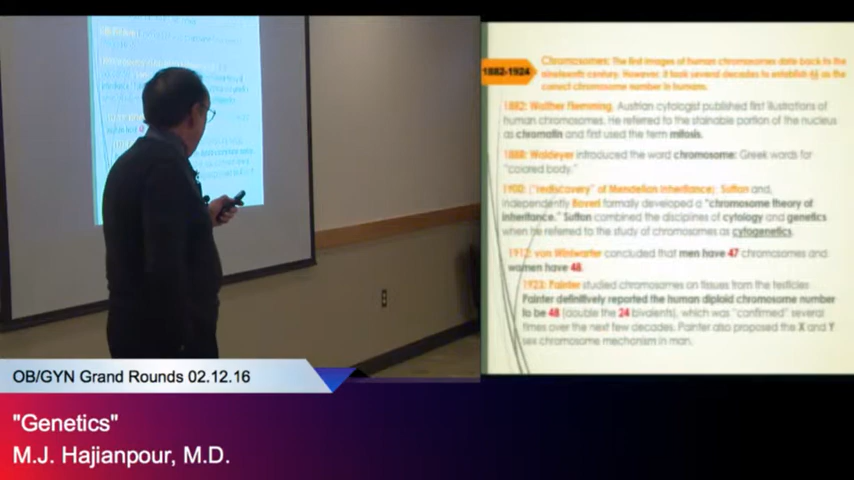 1882-1924
Chromosomes: The first images of human chromosomes date back to the
nineteenth century. However, it took several decades to establish 46 as the
correct chromosome number in humans.
1882: Walther Flemming, Austrian cytologist published first illustrations of
human chromosomes. He referred to the stainable portion of the nucleus
as chromatin and first used the term mitosis.
1888: Waldeyer introduced the word chromosome: Greek words for
"colored body."
1900: ("rediscovery" of Mendelian Inheritance): Sutton and,
independently Boveri formally developed a "chromosome theory of
inheritance." Sutton combined the disciplines of cytology and genetics
when he referred to the study of chromosomes as cytogenetics.
1912: von Winiwarter concluded that men have 47 chromosomes and
women have 48.
1923: Painter studied chromosomes on tissues from the testicles
Painter definitively reported the human diploid chromosome number
to be 48 (double the 24 bivalents), which was "confirmed" several
times over the next few decades. Painter also proposed the X and Y
sex chromosome mechanism in man.
OB/GYN Grand Rounds 02.12.16
"Genetics"
M.J. Hajianpour, M.D.